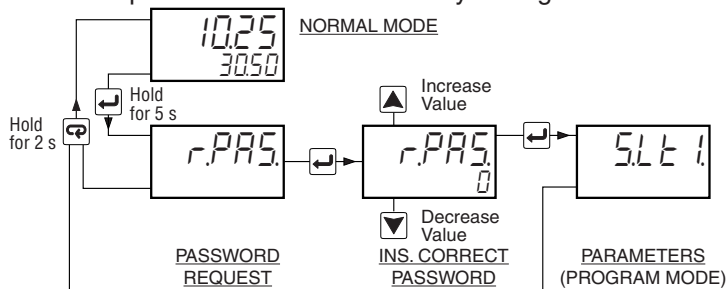 10.25
NORMAL MODE
30.50
Hold
for 5 s
Hold
for 2 s
r.PAS.
Increase
Value
r.PAS.
0
Decrease
Value
S.Lt 1.
PASSWORD
REQUEST
INS. CORRECT
PASSWORD
PARAMETERS
(PROGRAM MODE)